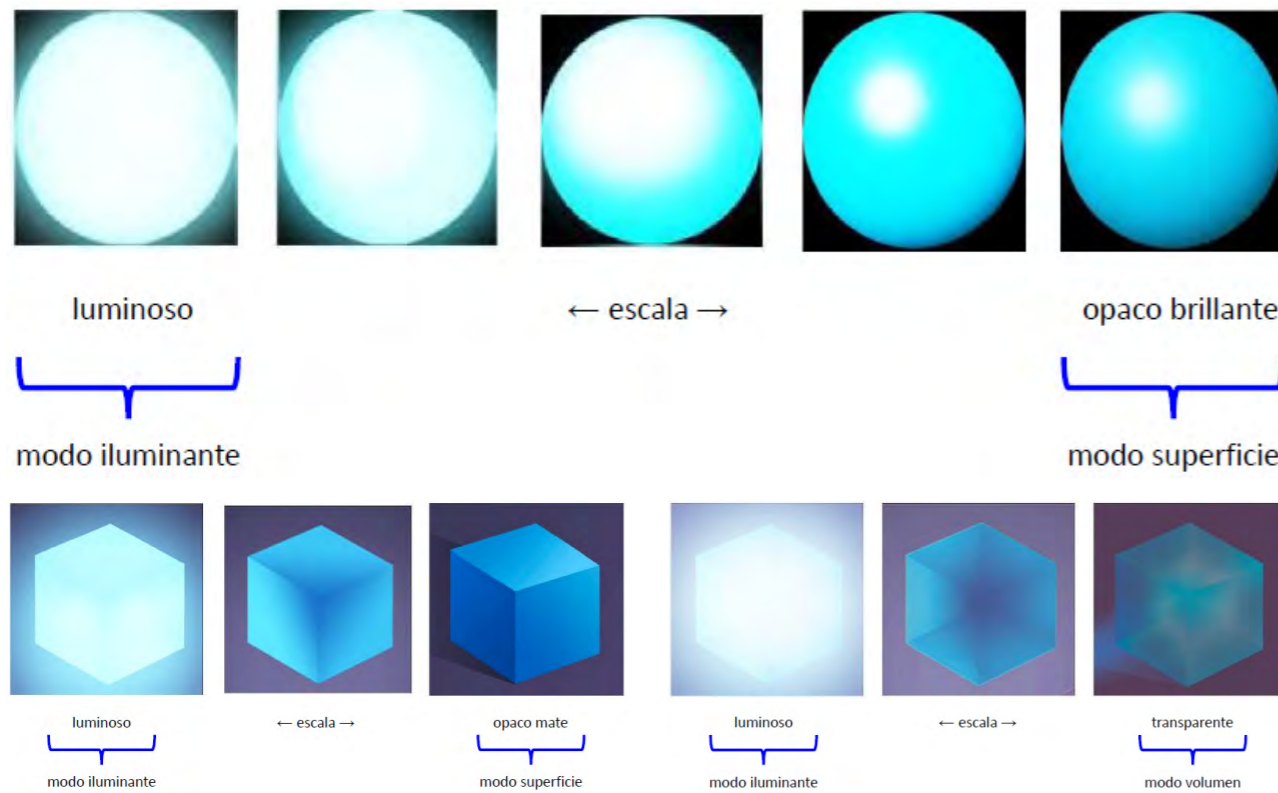 luminoso ← escala → opaco brillante
modo iluminante modo superficie
luminoso ← escala → opaco mate luminoso ← escala → transparente
modo iluminante modo superficie modo iluminante modo volumen